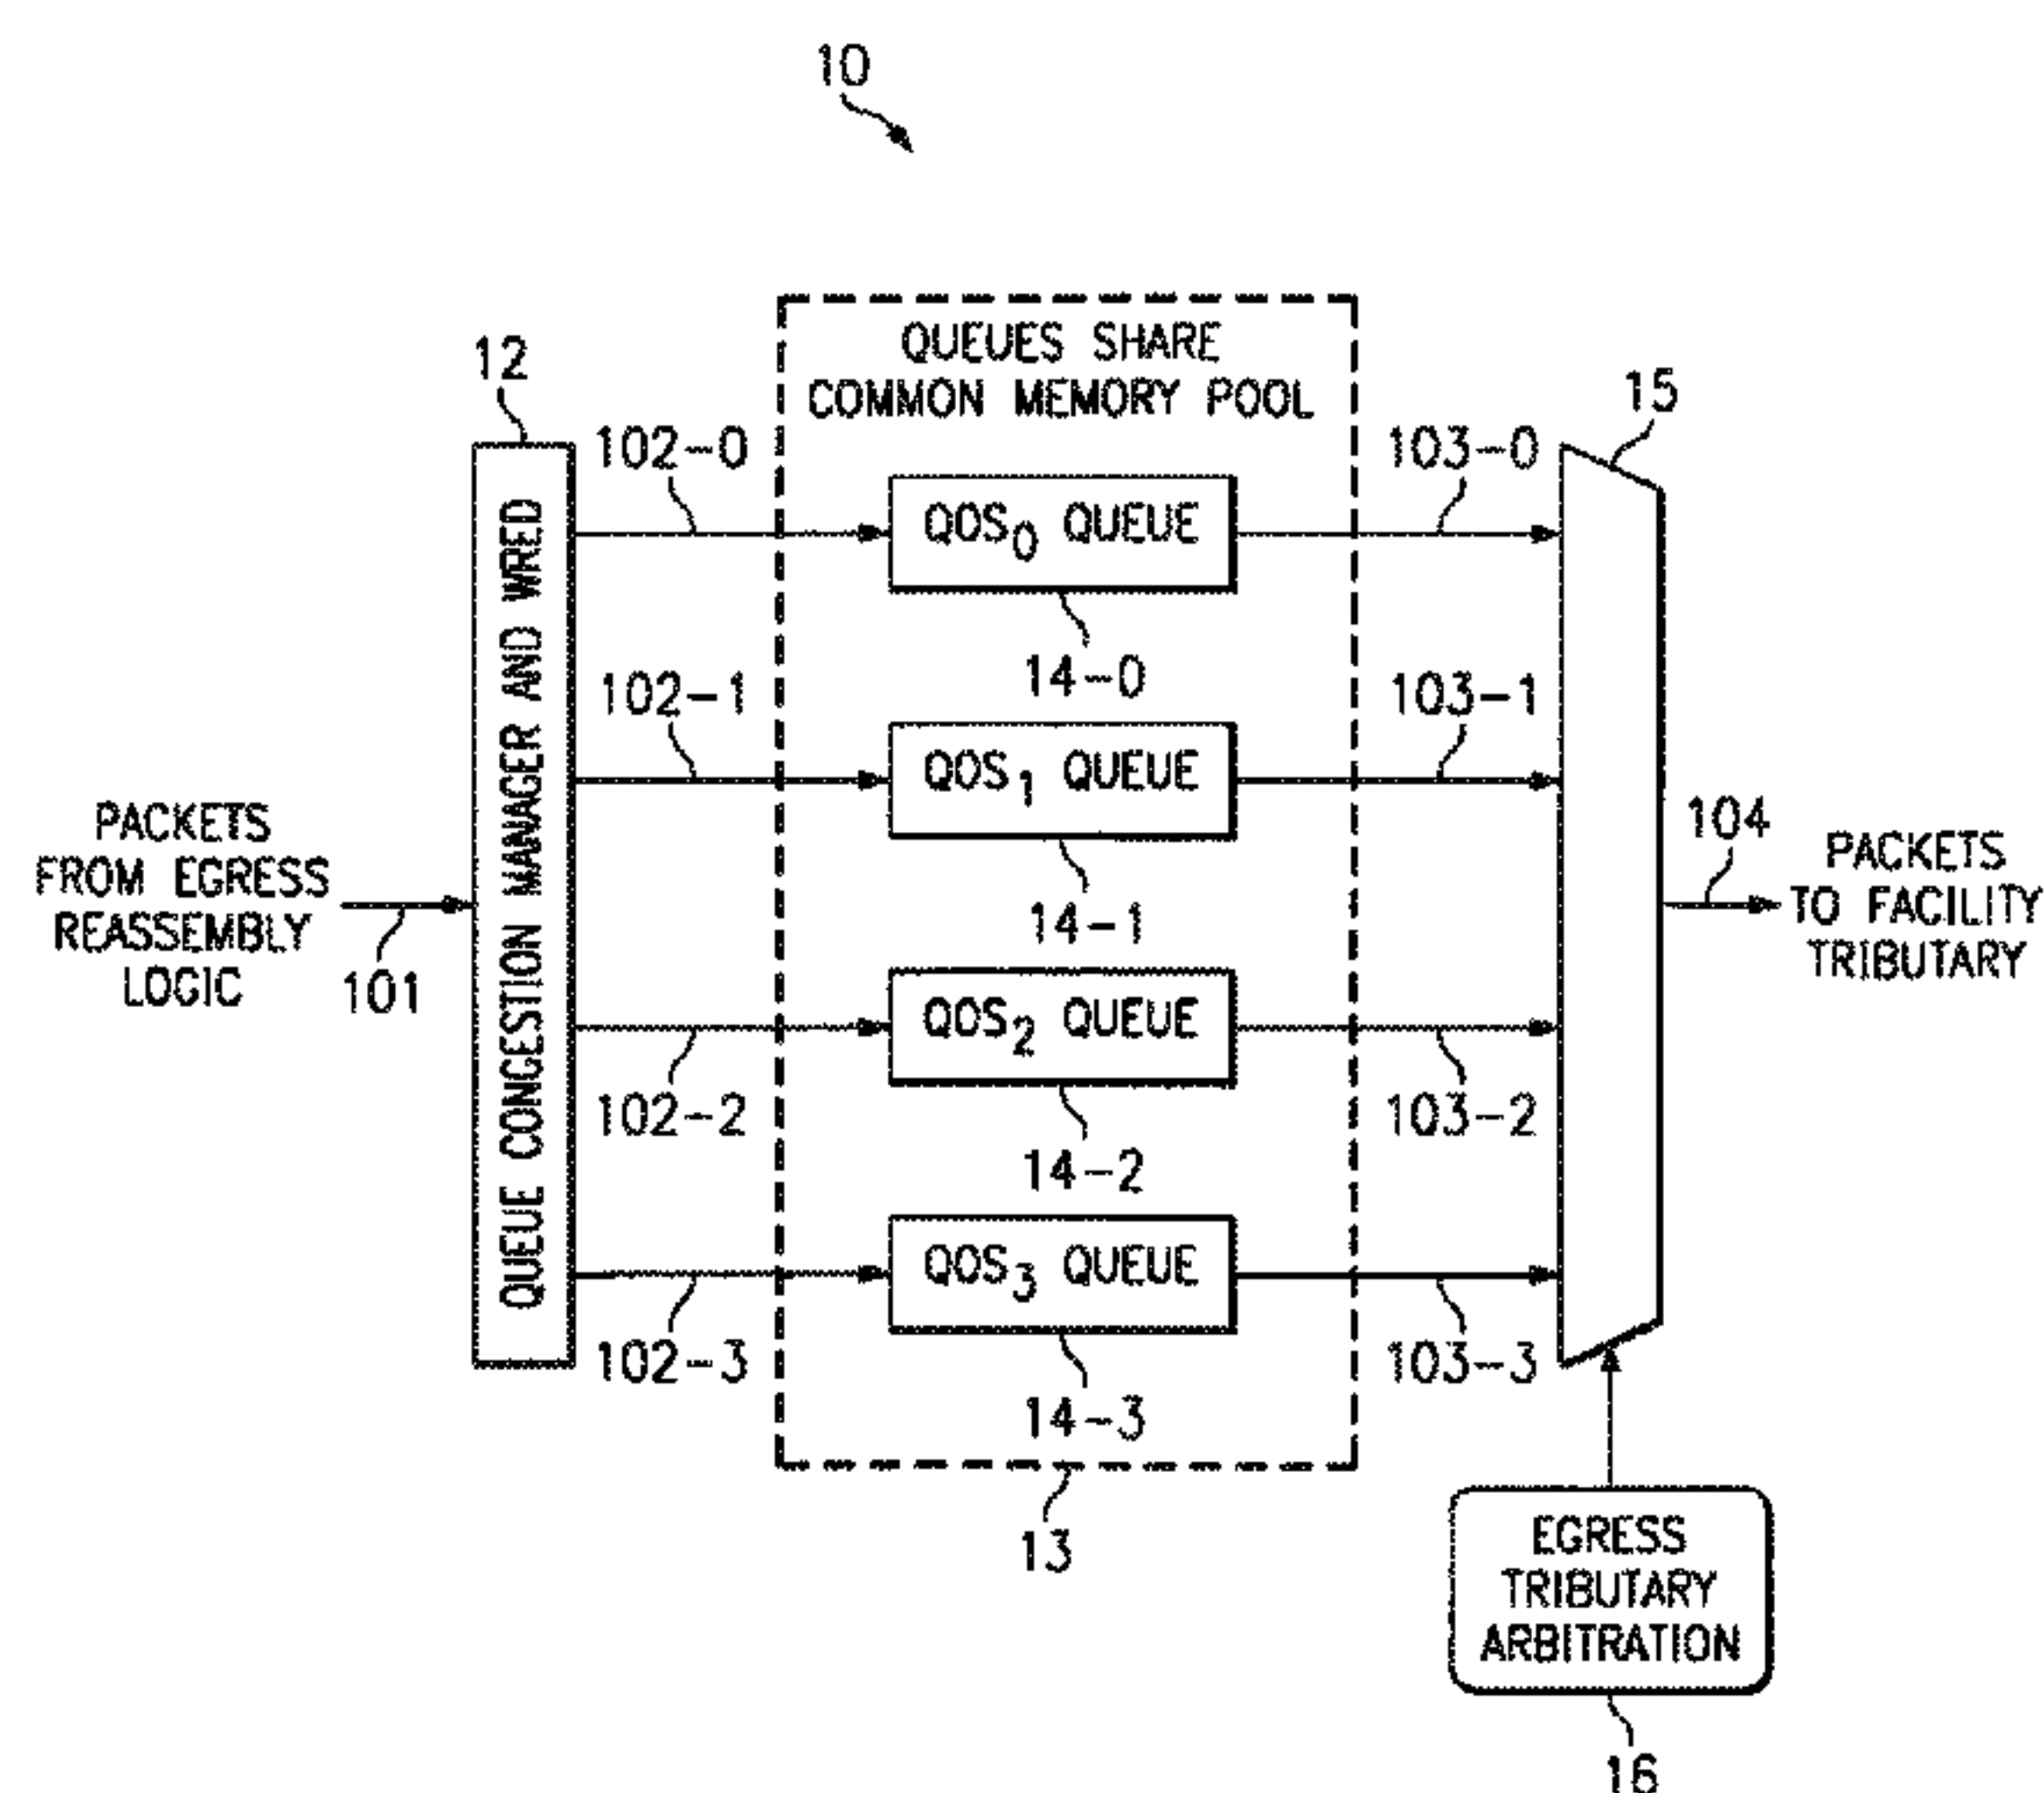 10
QUEUES SHARE
COMMON MEMORY POOL
12
15
102-0
103-0
QUEUE CONGESTION MANAGER AND WRED
QOS0 QUEUE
14-0
102-1
103-1
QOS1 QUEUE
14-1
PACKETS
FROM EGRESS
REASSEMBLY
LOGIC
101
104
PACKETS
TO FACILITY
TRIBUTARY
QOS2 QUEUE
102-2
103-2
14-2
QOS3 QUEUE
102-3
103-3
14-3
13
EGRESS
TRIBUTARY
ARBITRATION
16